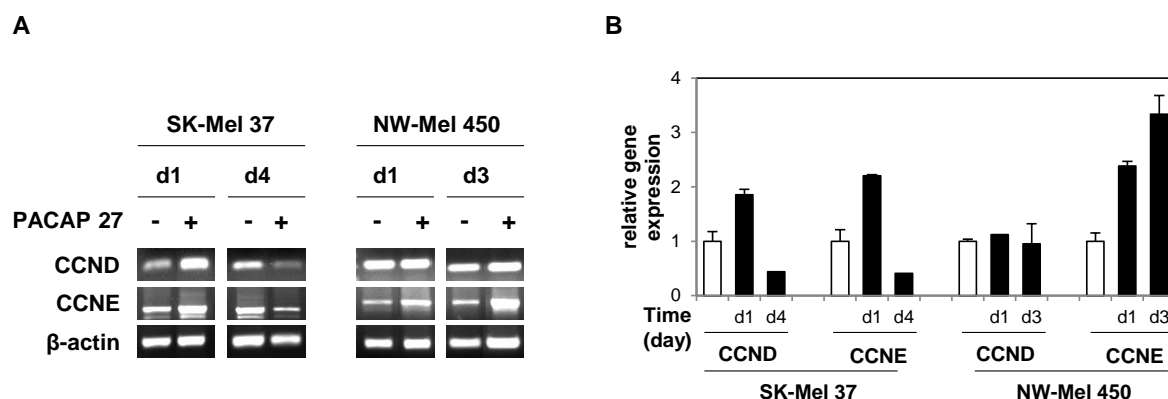 A
SK-Mel 37 NW-Mel 450
d1 d4 d1 d3
PACAP 27 - + - + - + - +
CCND
CCNE
β-actin
B
relative gene
expression
4
3
2
1
0
Time
(day)
d1 d4 d1 d4 d1 d3 d1 d3
CCND CCNE CCND CCNE
SK-Mel 37 NW-Mel 450